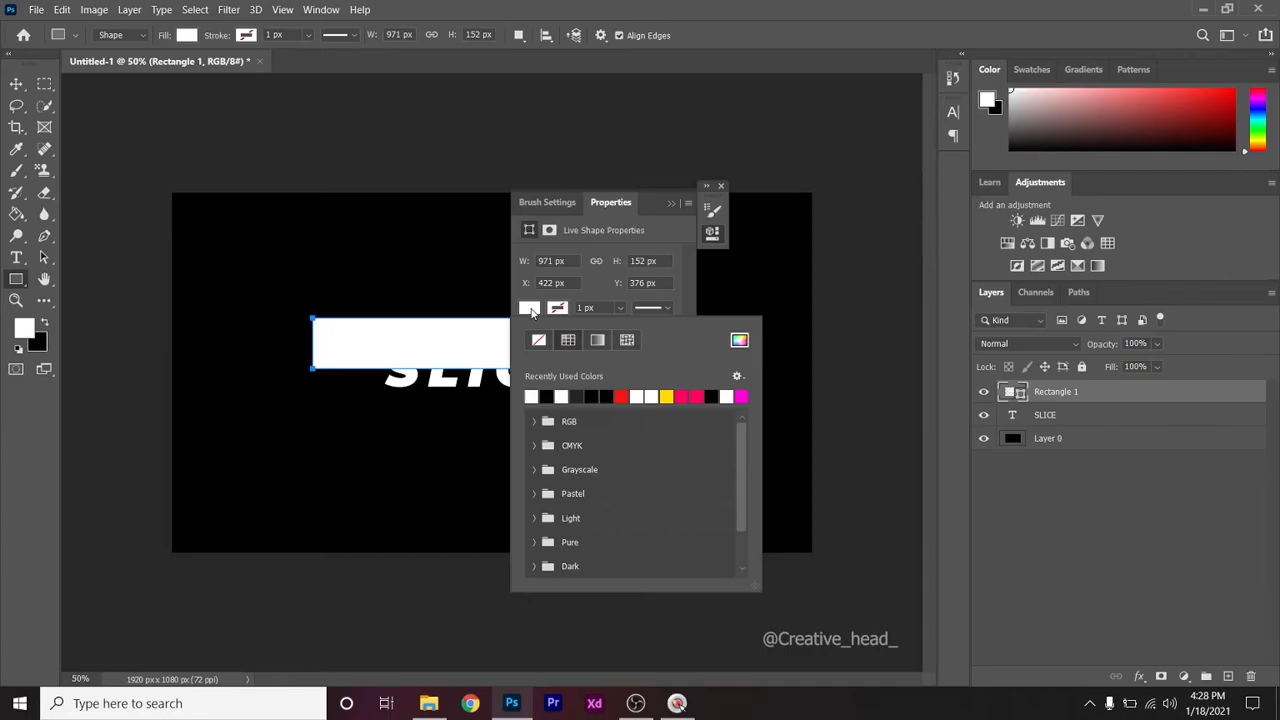 Ps File Edit Image Layer Type Select Filter 3D View Window Help
Shape Fill: Stroke: 1 px W: 971 px H: 152 px Align Edges
Untitled-1 @ 50% (Rectangle 1, RGB/8#) *
Color Swatches Gradients Patterns
Learn Adjustments
Add an adjustment
Brush Settings Properties
Live Shape Properties
W: 971 px H: 152 px
X: 422 px Y: 376 px
1 px
Recently Used Colors
RGB
CMYK
Grayscale
Pastel
Light
Pure
Dark
Layers Channels Paths
Kind
Normal Opacity: 100%
Lock: Fill: 100%
Rectangle 1
T SLICE
Layer 0
@Creative_head_
50% 1920 px x 1080 px (72 ppi)
Type here to search
Ps Pr Xd
4:28 PM
1/18/2021